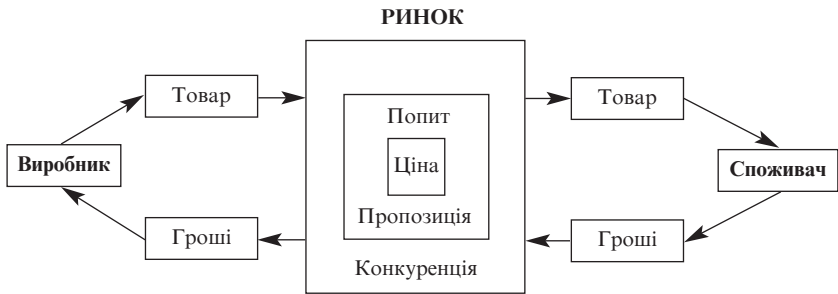 РИНОК
Товар
Товар
Попит
Ціна
Виробник
Споживач
Пропозиція
Гроші
Гроші
Конкуренція